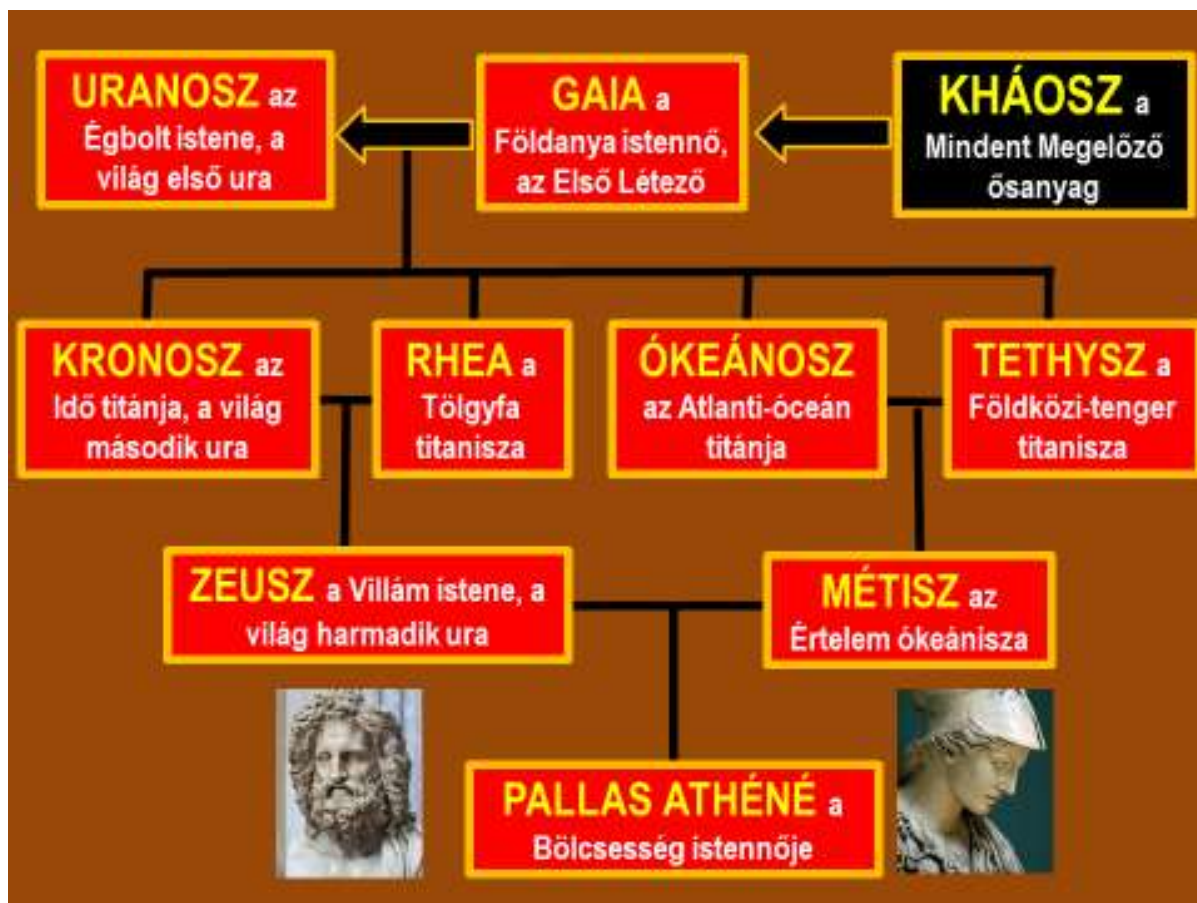 URANOSZ az
Égbolt istene, a
világ első ura
GAIA a
Földanya istennő,
az Első Létező
KHÁOSZ a
Mindent Megelőző
ősanyag
KRONOSZ az
Idő titánja, a világ
második ura
RHEA a
Tölgyfa
titanisza
ÓKEÁNOSZ
az Atlanti-óceán
titánja
TETHYSZ a
Földközi-tenger
titanisza
ZEUSZ a Villám istene, a
világ harmadik ura
MÉTISZ az
Értelem ókeánisza
PALLAS ATHÉNÉ a
Bölcsesség istennője